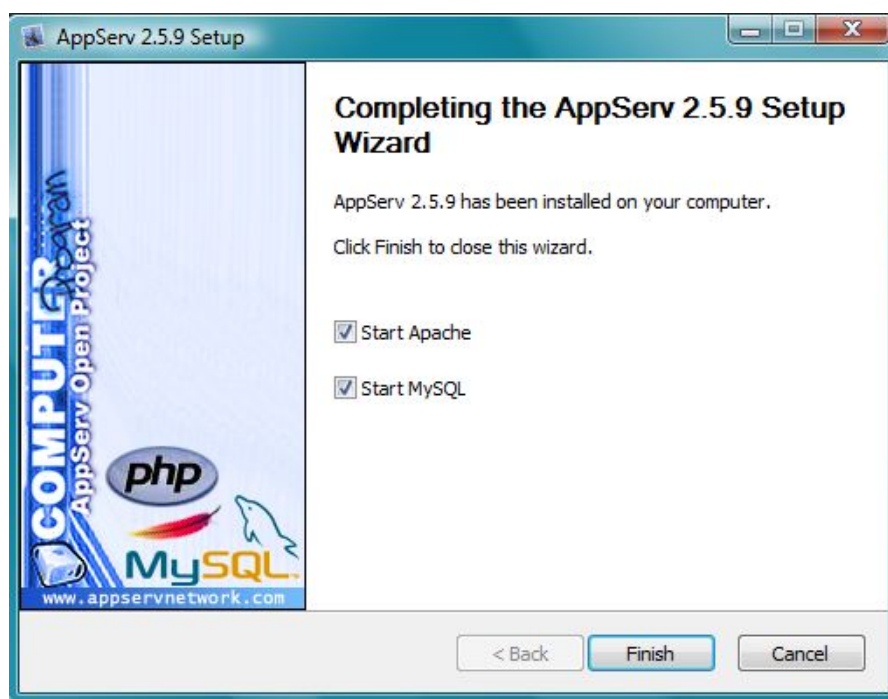 AppServ 2.5.9 Setup
Completing the AppServ 2.5.9 Setup
Wizard
AppServ 2.5.9 has been installed on your computer.
Click Finish to close this wizard.
Start Apache
Start MySQL
COMPUTER
Program
AppServ Open Project
php
MySQL
www.appservnetwork.com
< Back
Finish
Cancel